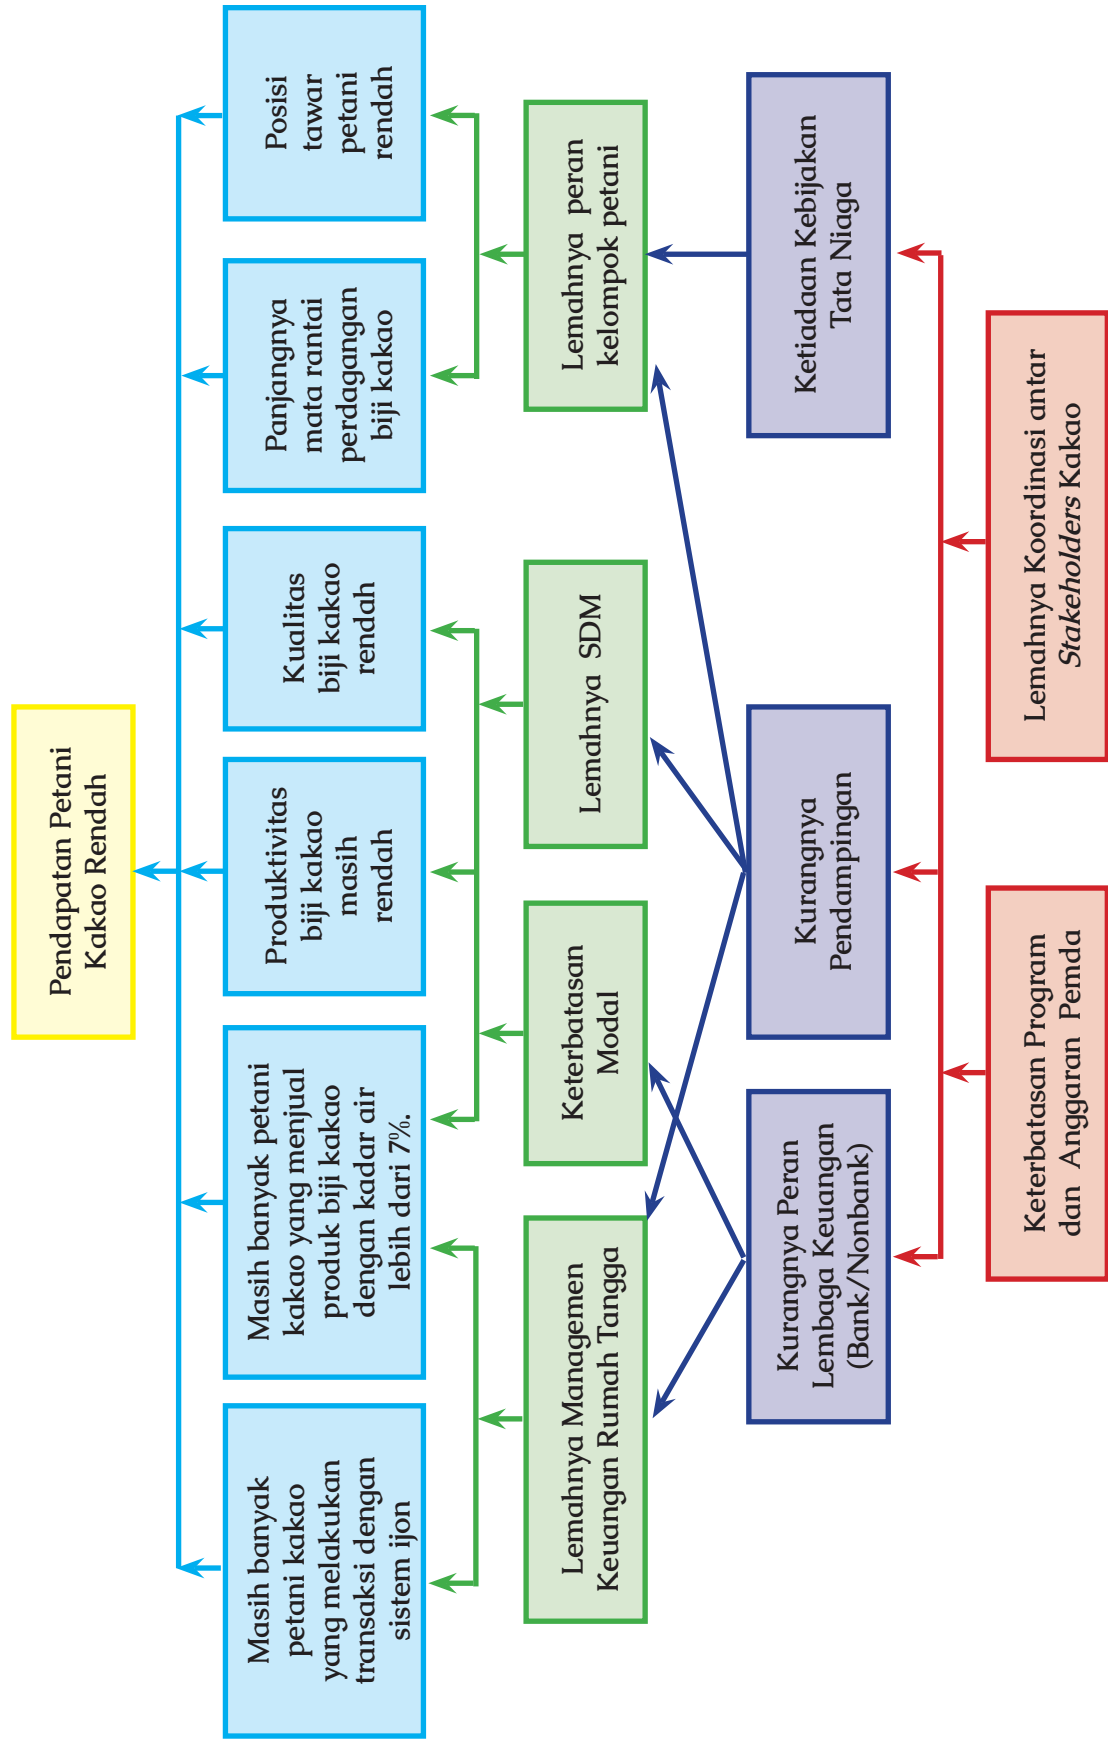 Pendapatan Petani
Kakao Rendah
Masih banyak
petani kakao
yang melakukan
transaksi dengan
sistem ijon
Masih banyak petani
kakao yang menjual
produk biji kakao
dengan kadar air
lebih dari 7%.
Produktivitas
biji kakao
masih
rendah
Kualitas
biji kakao
rendah
Panjangnya
mata rantai
perdagangan
biji kakao
Posisi
tawar
petani
rendah
Lemahnya Managemen
Keuangan Rumah Tangga
Keterbatasan
Modal
Lemahnya SDM
Lemahnya peran
kelompok petani
Kurangnya Peran
Lembaga Keuangan
(Bank/Nonbank)
Kurangnya
Pendampingan
Ketiadaan Kebijakan
Tata Niaga
Keterbatasan Program
dan Anggaran Pemda
Lemahnya Koordinasi antar
Stakeholders Kakao